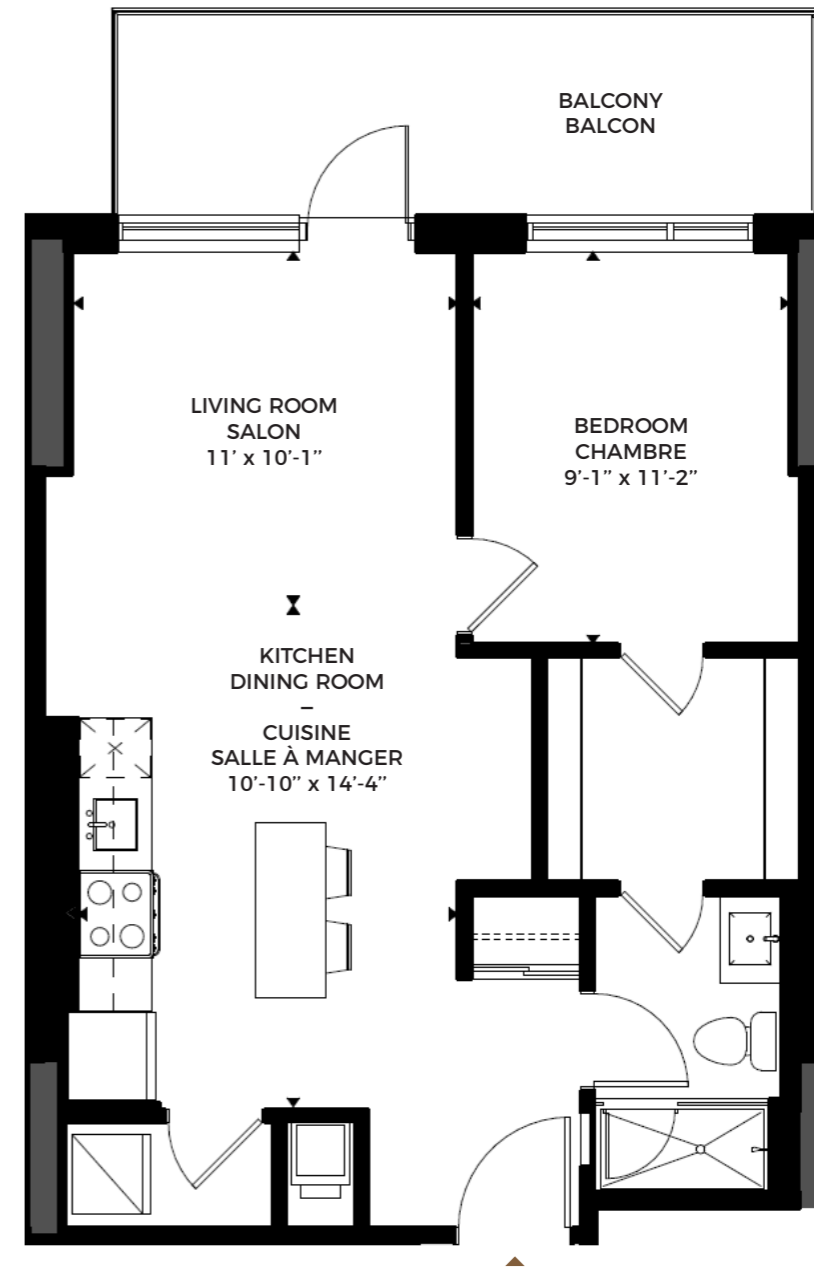 BALCONY
BALCON
LIVING ROOM
SALON
11’ x 10’-1”
BEDROOM
CHAMBRE
9’-1” x 11’-2”
KITCHEN
DINING ROOM
–
CUISINE
SALLE À MANGER
10’-10” x 14’-4”